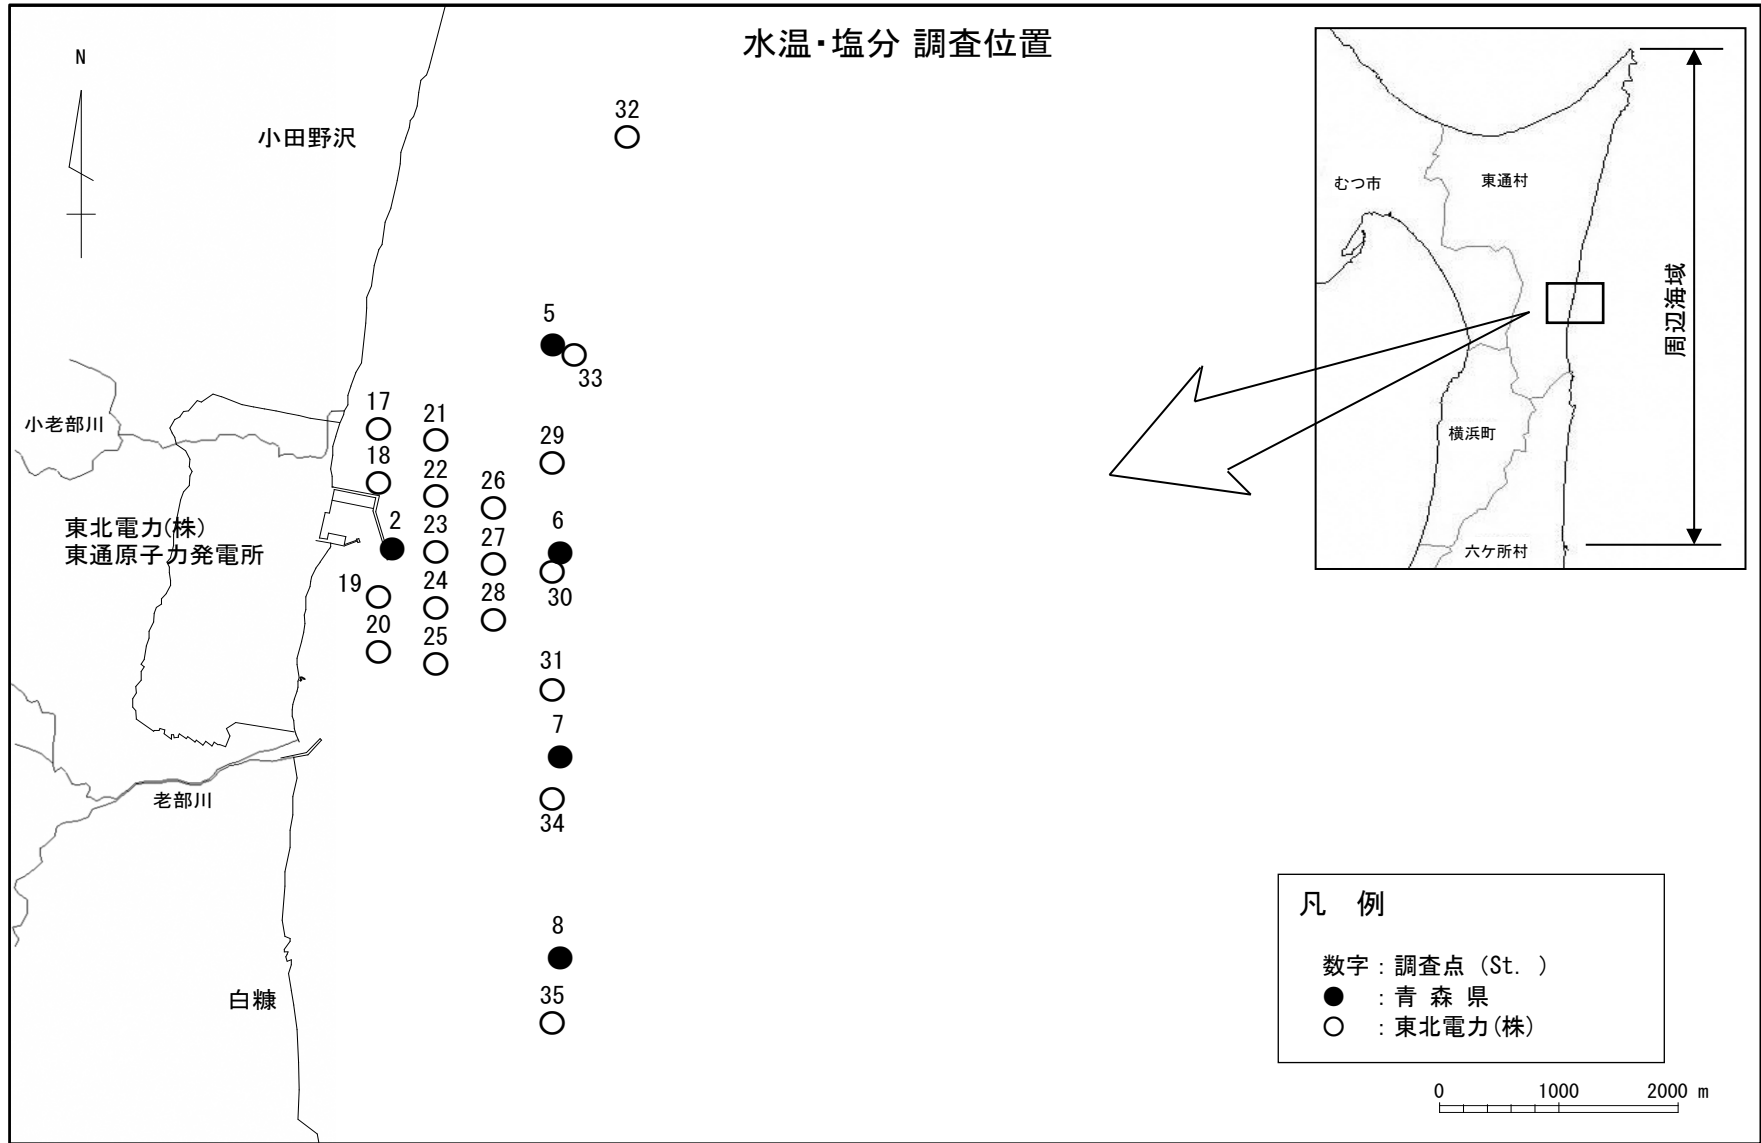 水温・塩分 調査位置
N
小田野沢
32
むつ市
東通村
周辺海域
横浜町
六ケ所村
5
33
小老部川
17
21
18
22
29
26
東北電力(株)
東通原子力発電所
2
23
27
6
19
24
28
30
20
25
31
7
老部川
34
8
白糠
35
凡 例
数字：調査点 (St. )
●：青 森 県
○：東北電力(株)
0 1000 2000 m